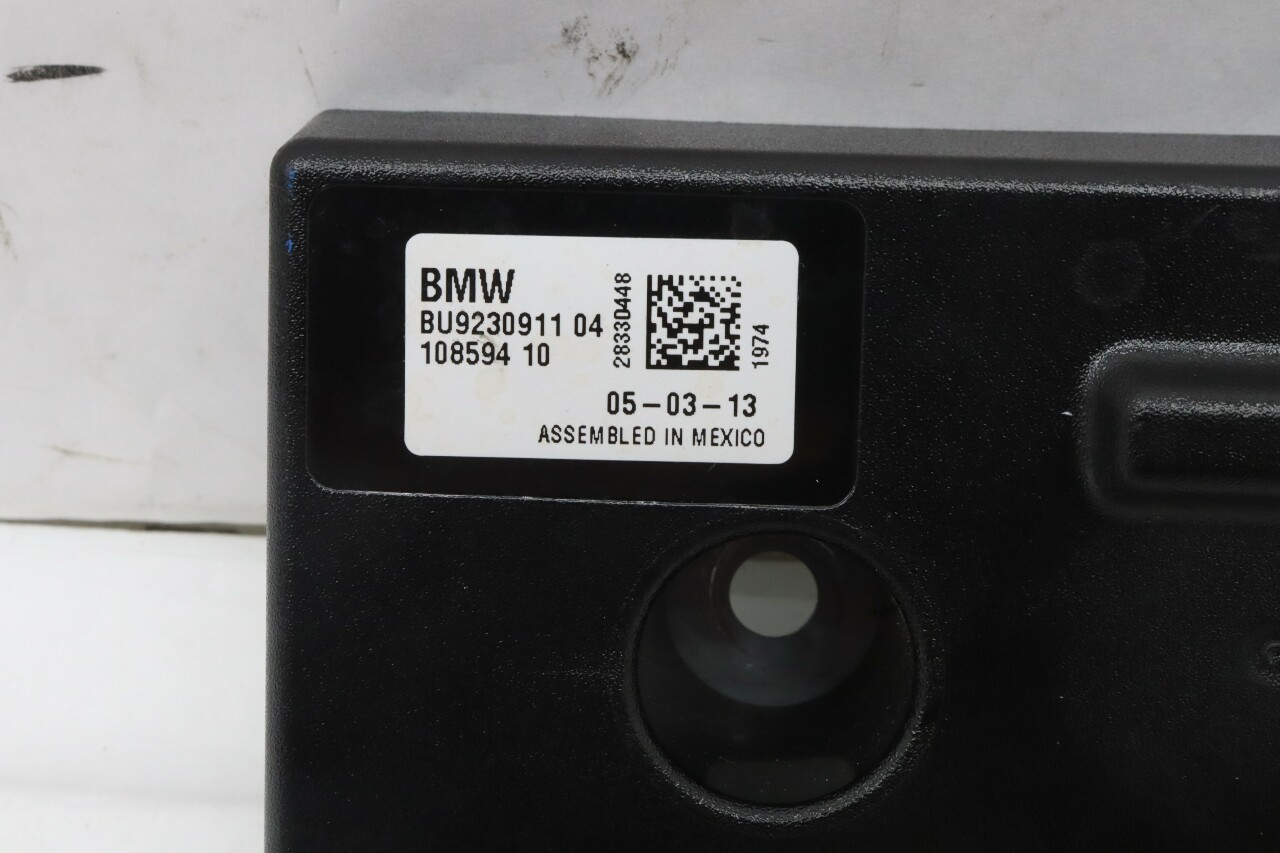 BMW
BU9230911 04
108594 10
28330448
1974
05-03-13
ASSEMBLED IN MEXICO